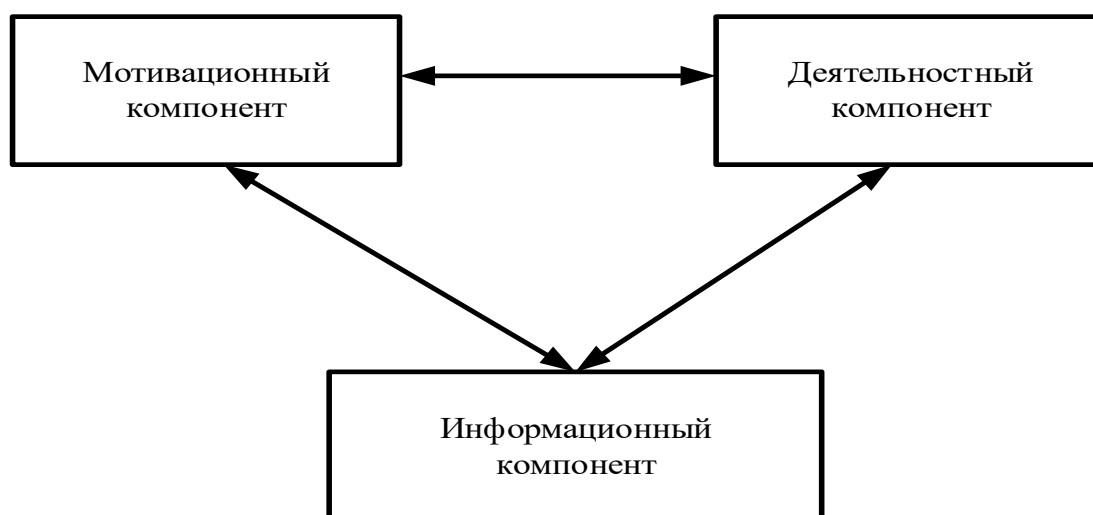 Мотивационный
компонент
Деятельностный
компонент
Информационный
компонент